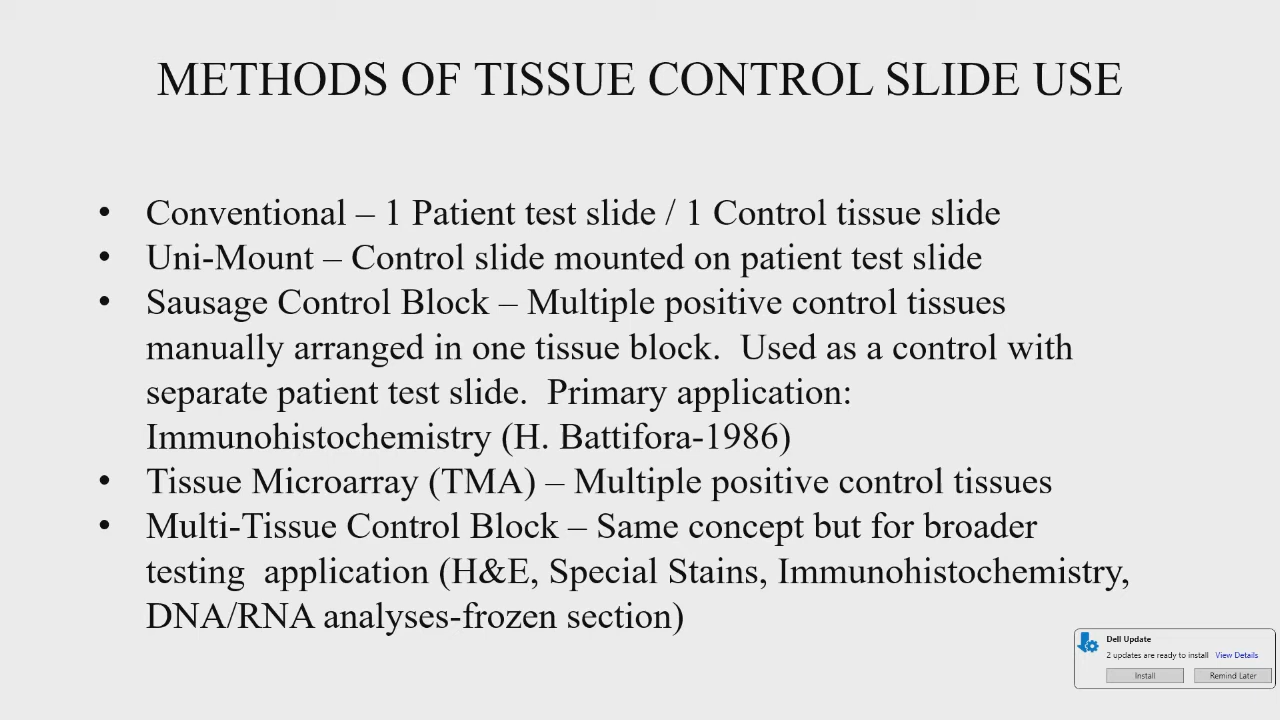 METHODS OF TISSUE CONTROL SLIDE USE
• Conventional – 1 Patient test slide / 1 Control tissue slide
• Uni-Mount – Control slide mounted on patient test slide
• Sausage Control Block – Multiple positive control tissues
manually arranged in one tissue block.  Used as a control with
separate patient test slide.  Primary application:
Immunohistochemistry (H. Battifora-1986)
• Tissue Microarray (TMA) – Multiple positive control tissues
• Multi-Tissue Control Block – Same concept but for broader
testing  application (H&E, Special Stains, Immunohistochemistry,
DNA/RNA analyses-frozen section)
Dell Update
2 updates are ready to install View Details
Install Remind Later